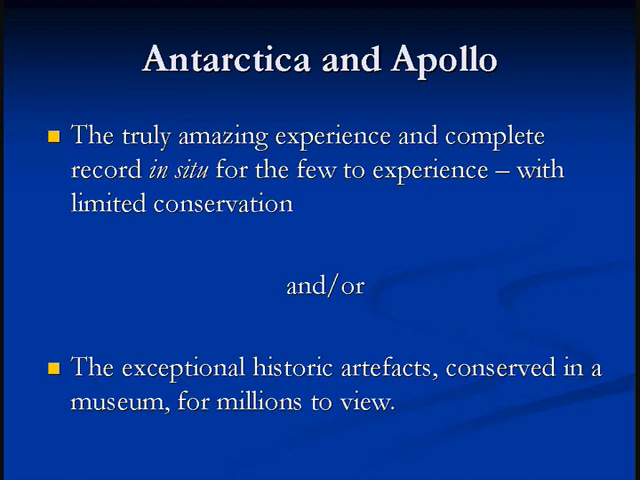 Antarctica and Apollo
The truly amazing experience and complete
record in situ for the few to experience – with
limited conservation
and/or
The exceptional historic artefacts, conserved in a
museum, for millions to view.